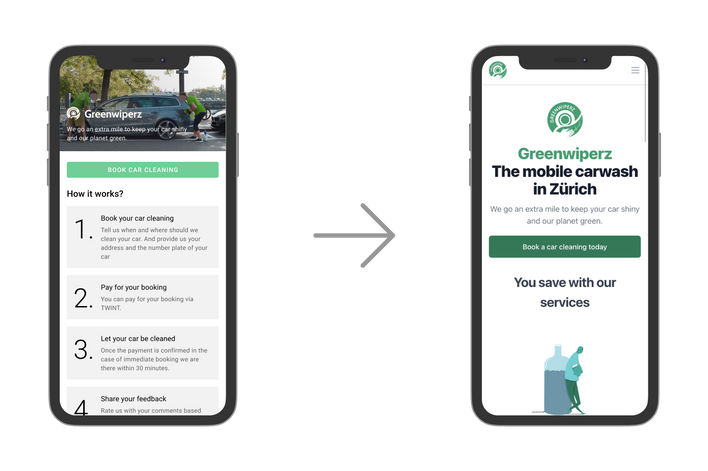 Greenwiperz
We go an extra mile to keep your car shiny
and our planet green.
BOOK CAR CLEANING
How it works?
1.
Book your car cleaning
Tell us when and where should we
clean your car. And provide us your
address and the number plate of your
car
2.
Pay for your booking
You can pay for your booking via
TWINT.
3.
Let your car be cleaned
Once the payment is confirmed in the
case of immediate booking we are
there within 30 minutes.
4
Share your feedback
Rate us with your comments based
GREENWIPERZ
Greenwiperz
The mobile carwash
in Zürich
We go an extra mile to keep your car shiny
and our planet green.
Book a car cleaning today
You save with our
services